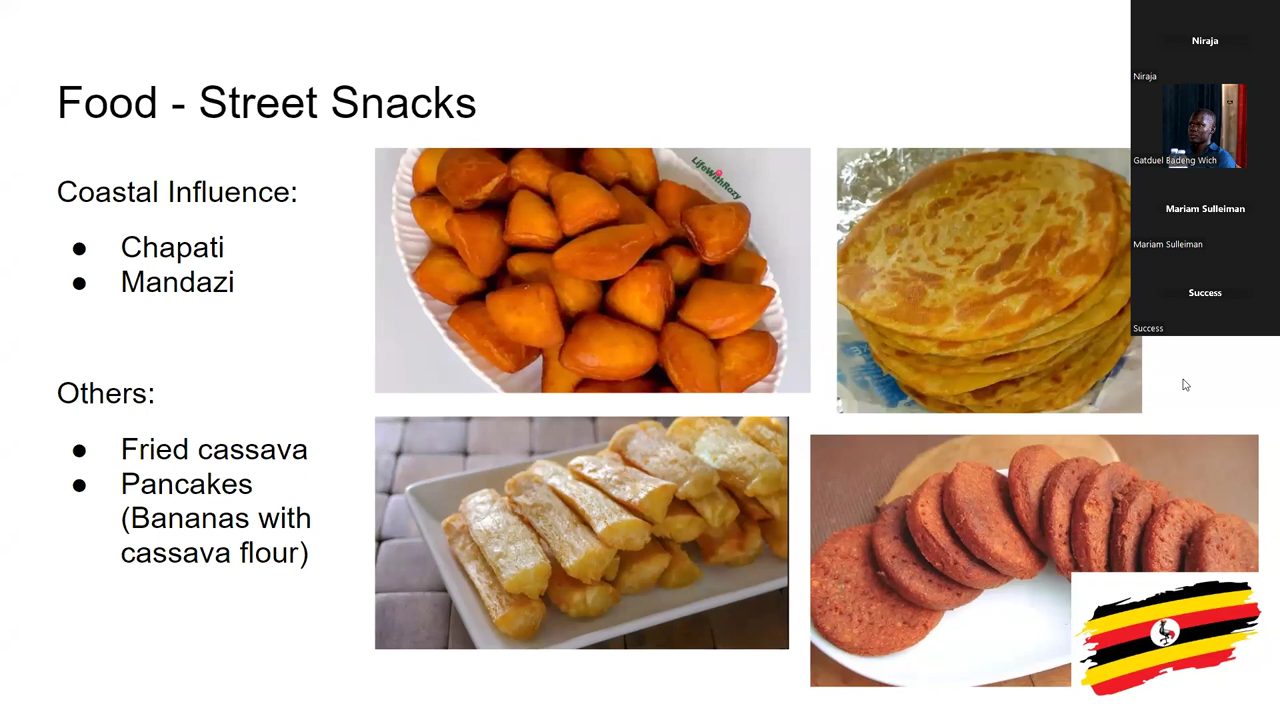 Food - Street Snacks
Coastal Influence:
● Chapati
● Mandazi
Others:
● Fried cassava
● Pancakes
(Bananas with
cassava flour)
LifeWithRozy
Niraja
Niraja
Gatduel Badeng Wich
Mariam Sulleiman
Mariam Sulleiman
Success
Success